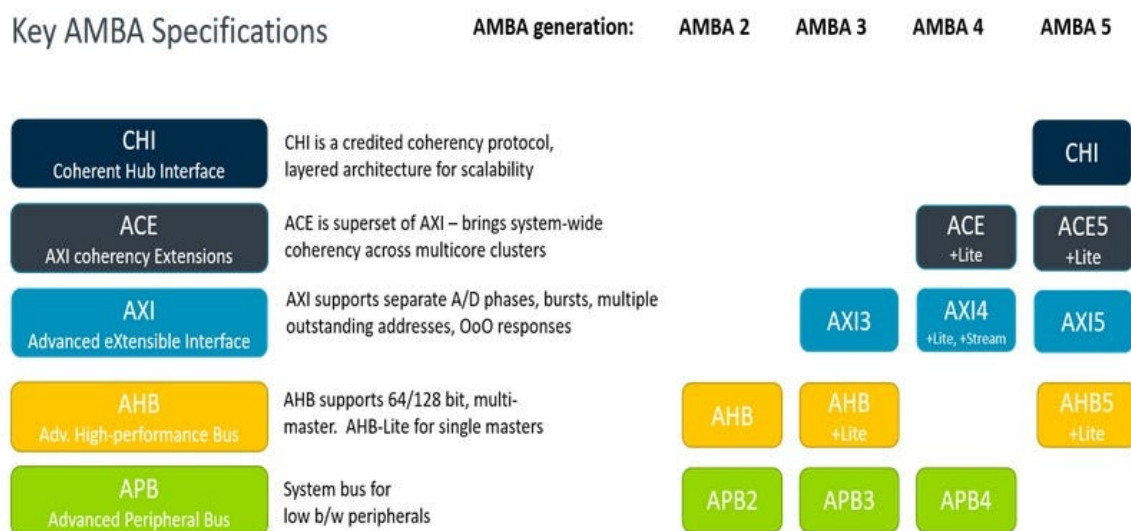 Key AMBA Specifications
AMBA generation:
AMBA 2
AMBA 3
AMBA 4
AMBA 5
CHI
Coherent Hub Interface
CHI is a credited coherency protocol,
layered architecture for scalability
CHI
ACE
AXI coherency Extensions
ACE is superset of AXI – brings system-wide
coherency across multicore clusters
ACE
+Lite
ACE5
+Lite
AXI
Advanced eXtensible Interface
AXI supports separate A/D phases, bursts, multiple
outstanding addresses, OoO responses
AXI3
AXI4
+Lite, +Stream
AXI5
AHB
Adv. High-performance Bus
AHB supports 64/128 bit, multi-
master. AHB-Lite for single masters
AHB
AHB
+Lite
AHB5
+Lite
APB
Advanced Peripheral Bus
System bus for
low b/w peripherals
APB2
APB3
APB4